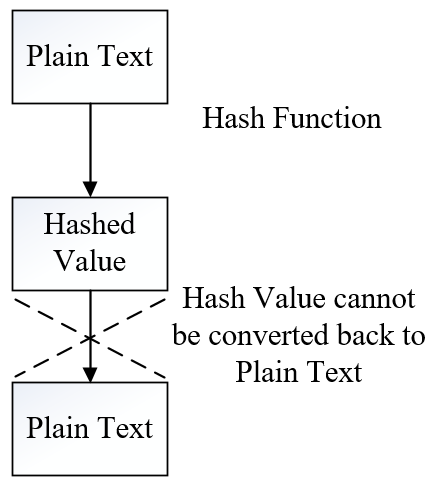 Plain Text
Hash Function
Hashed
Value
Hash Value cannot
be converted back to
Plain Text
Plain Text